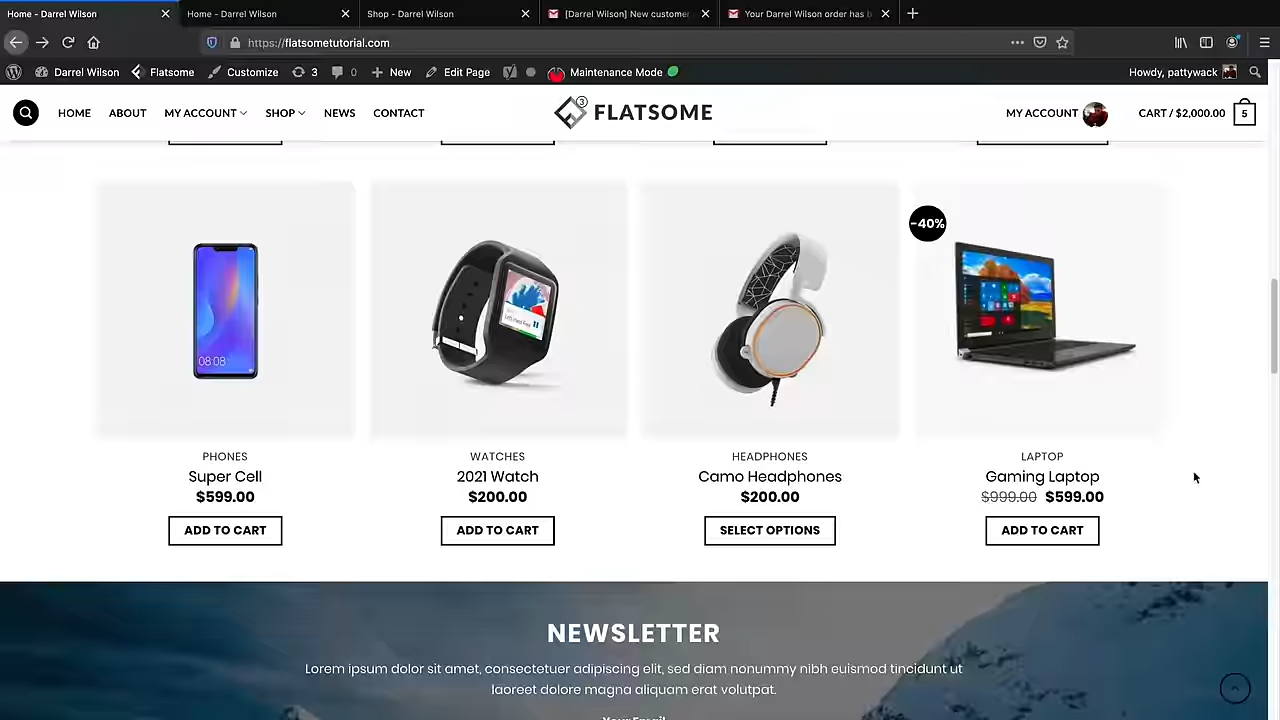 Home - Darrel Wilson
Home - Darrel Wilson
Shop - Darrel Wilson
[Darrel Wilson] New customer
Your Darrel Wilson order has b
https://flatsometutorial.com
Darrel Wilson
Flatsome
Customize
3
0
New
Edit Page
Maintenance Mode
Howdy, pattywack
HOME
ABOUT
MY ACCOUNT
SHOP
NEWS
CONTACT
3
FLATSOME
MY ACCOUNT
CART / $2,000.00
5
-40%
08:08
PHONES
Super Cell
$599.00
ADD TO CART
WATCHES
2021 Watch
$200.00
ADD TO CART
HEADPHONES
Camo Headphones
$200.00
SELECT OPTIONS
LAPTOP
Gaming Laptop
$999.00 $599.00
ADD TO CART
NEWSLETTER
Lorem ipsum dolor sit amet, consectetuer adipiscing elit, sed diam nonummy nibh euismod tincidunt ut
laoreet dolore magna aliquam erat volutpat.
Your Email